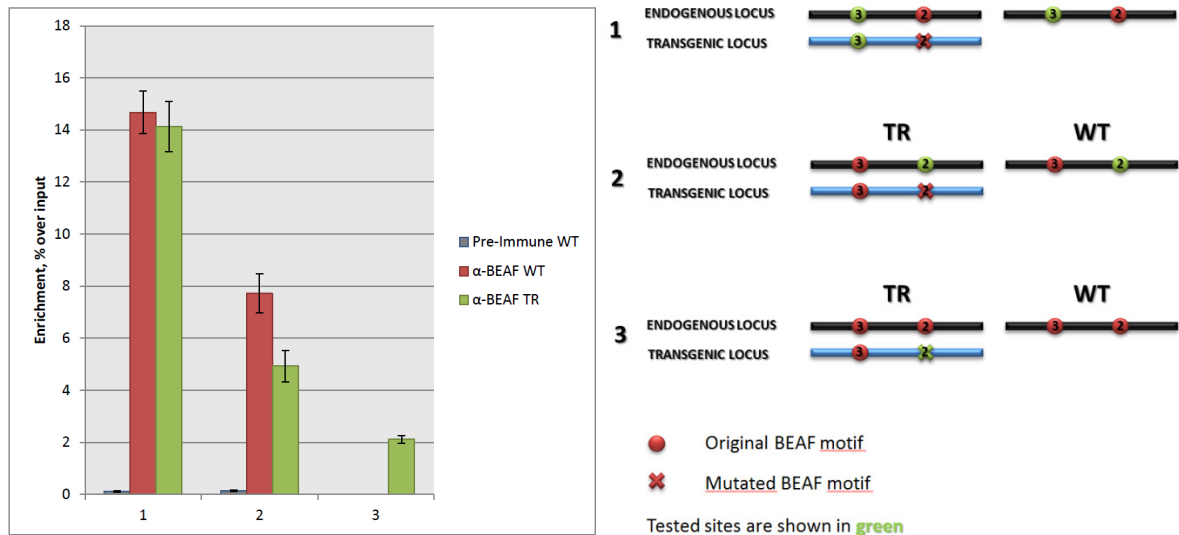 18
16
14
12
10
8
6
4
2
0
Enrichment, % over input
1
2
3
Pre-Immune WT
α-BEAF WT
α-BEAF TR
1
ENDOGENOUS LOCUS
3 2
3 2
TRANSGENIC LOCUS
3 2
TR WT
2
ENDOGENOUS LOCUS
3 2
3 2
TRANSGENIC LOCUS
3 2
TR WT
3
ENDOGENOUS LOCUS
3 2
3 2
TRANSGENIC LOCUS
3 2
Original BEAF motif
Mutated BEAF motif
Tested sites are shown in green